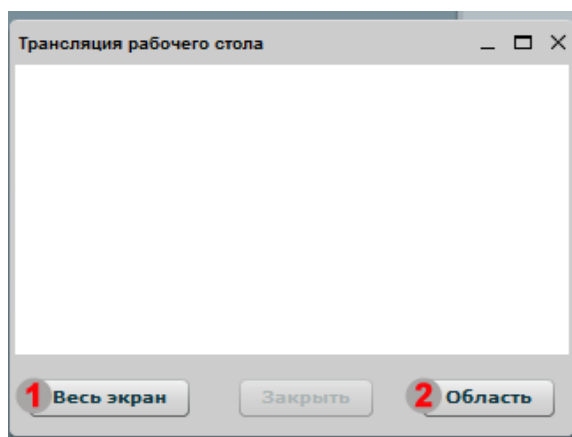 Трансляция рабочего стола
1 Весь экран Закрыть 2 Область